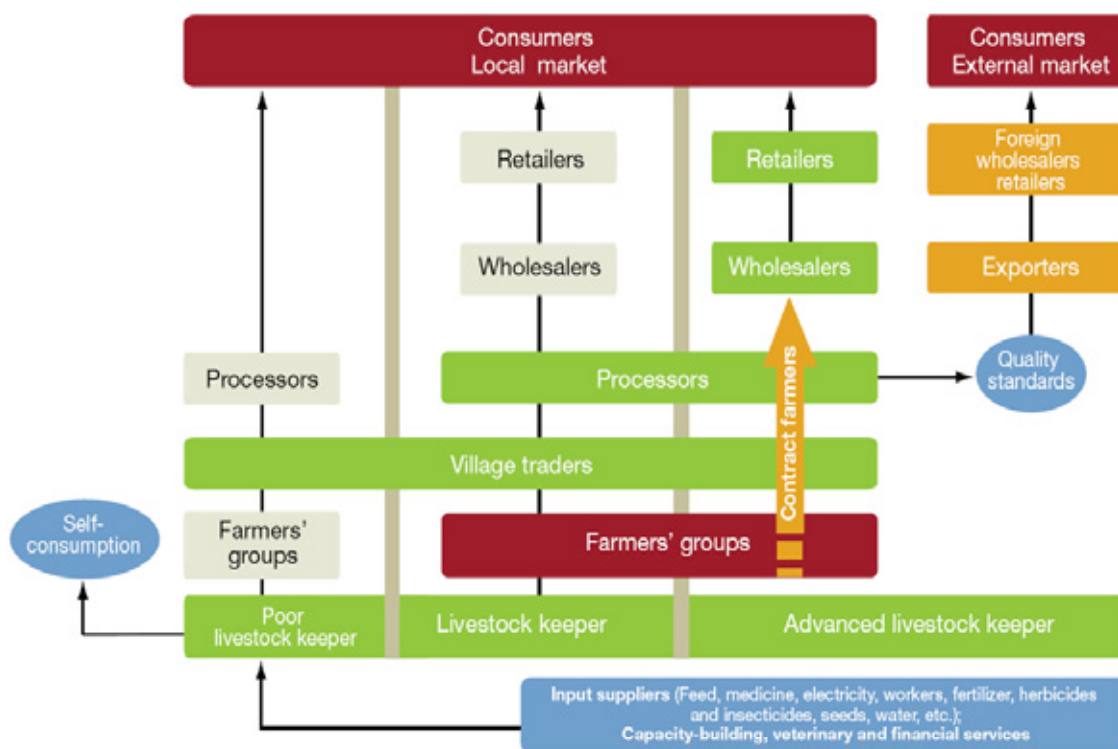 Consumers
Local market
Consumers
External market
Retailers
Retailers
Foreign
wholesalers
retailers
Wholesalers
Wholesalers
Exporters
Processors
Processors
Quality
standards
Contract farmers
Village traders
Self-
consumption
Farmers'
groups
Farmers' groups
Poor
livestock keeper
Livestock keeper
Advanced livestock keeper
Input suppliers (Feed, medicine, electricity, workers, fertilizer, herbicides
and insecticides, seeds, water, etc.);
Capacity-building, veterinary and financial services